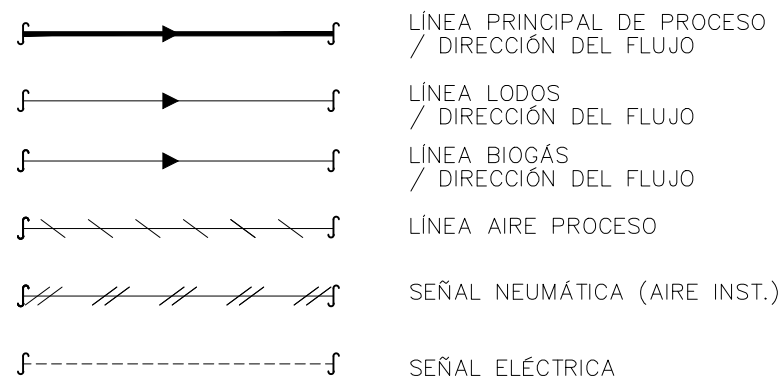 LÍNEA PRINCIPAL DE PROCESO
/ DIRECCIÓN DEL FLUJO
LÍNEA LODOS
/ DIRECCIÓN DEL FLUJO
LÍNEA BIOGÁS
/ DIRECCIÓN DEL FLUJO
LÍNEA AIRE PROCESO
SEÑAL NEUMÁTICA (AIRE INST.)
SEÑAL ELÉCTRICA